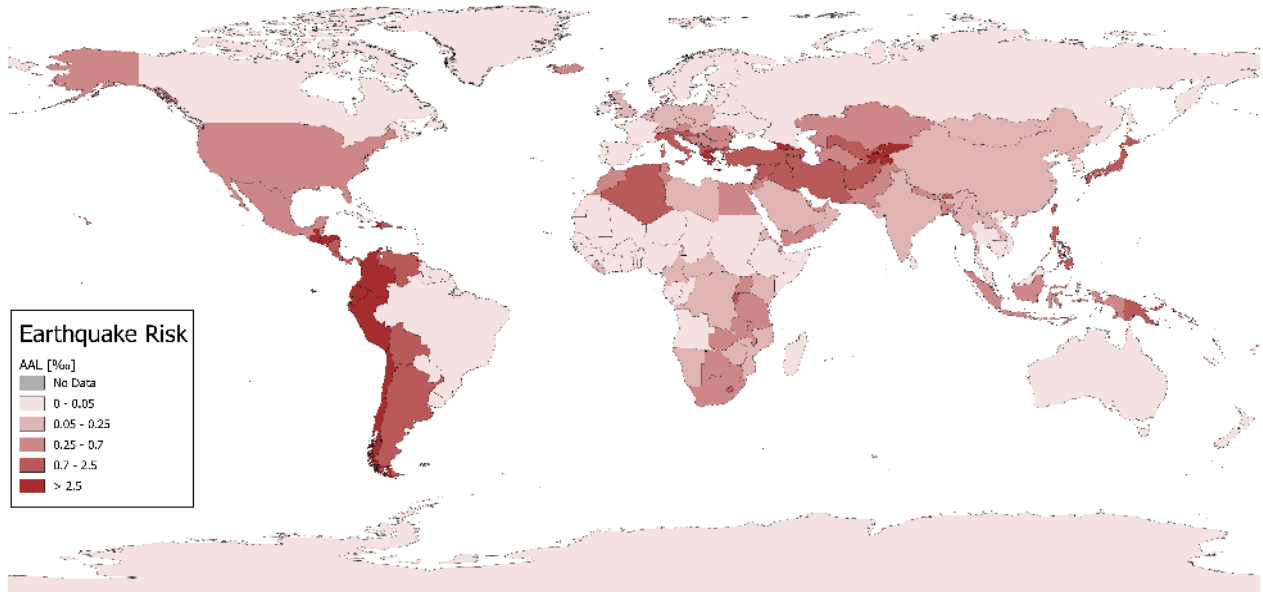 Earthquake Risk
AAL [‰]
No Data
0 - 0.05
0.05 - 0.25
0.25 - 0.7
0.7 - 2.5
> 2.5